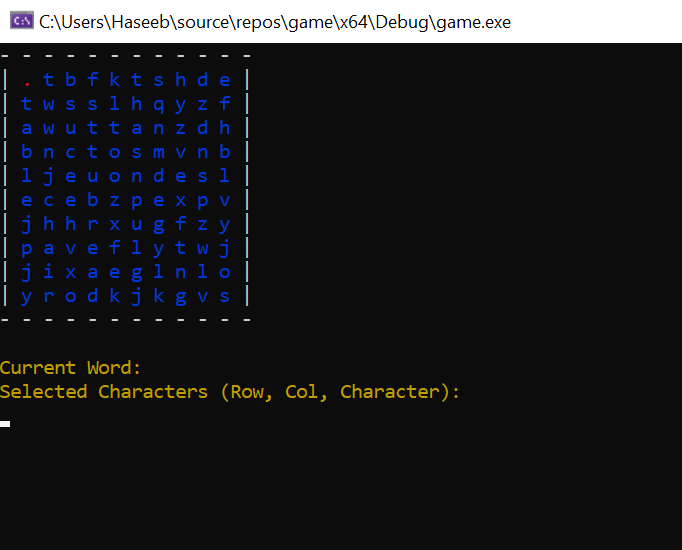 C:\Users\Haseeb\source\repos\game\x64\Debug\game.exe
- - - - - - - - - - - -
| . t b f k t s h d e |
| t w s s l h q y z f |
| a w u t t a n z d h |
| b n c t o s m v n b |
| l j e u o n d e s l |
| e c e b z p e x p v |
| j h h r x u g f z y |
| p a v e f l y t w j |
| j i x a e g l n l o |
| y r o d k j k g v s |
- - - - - - - - - - - -
Current Word:
Selected Characters (Row, Col, Character):